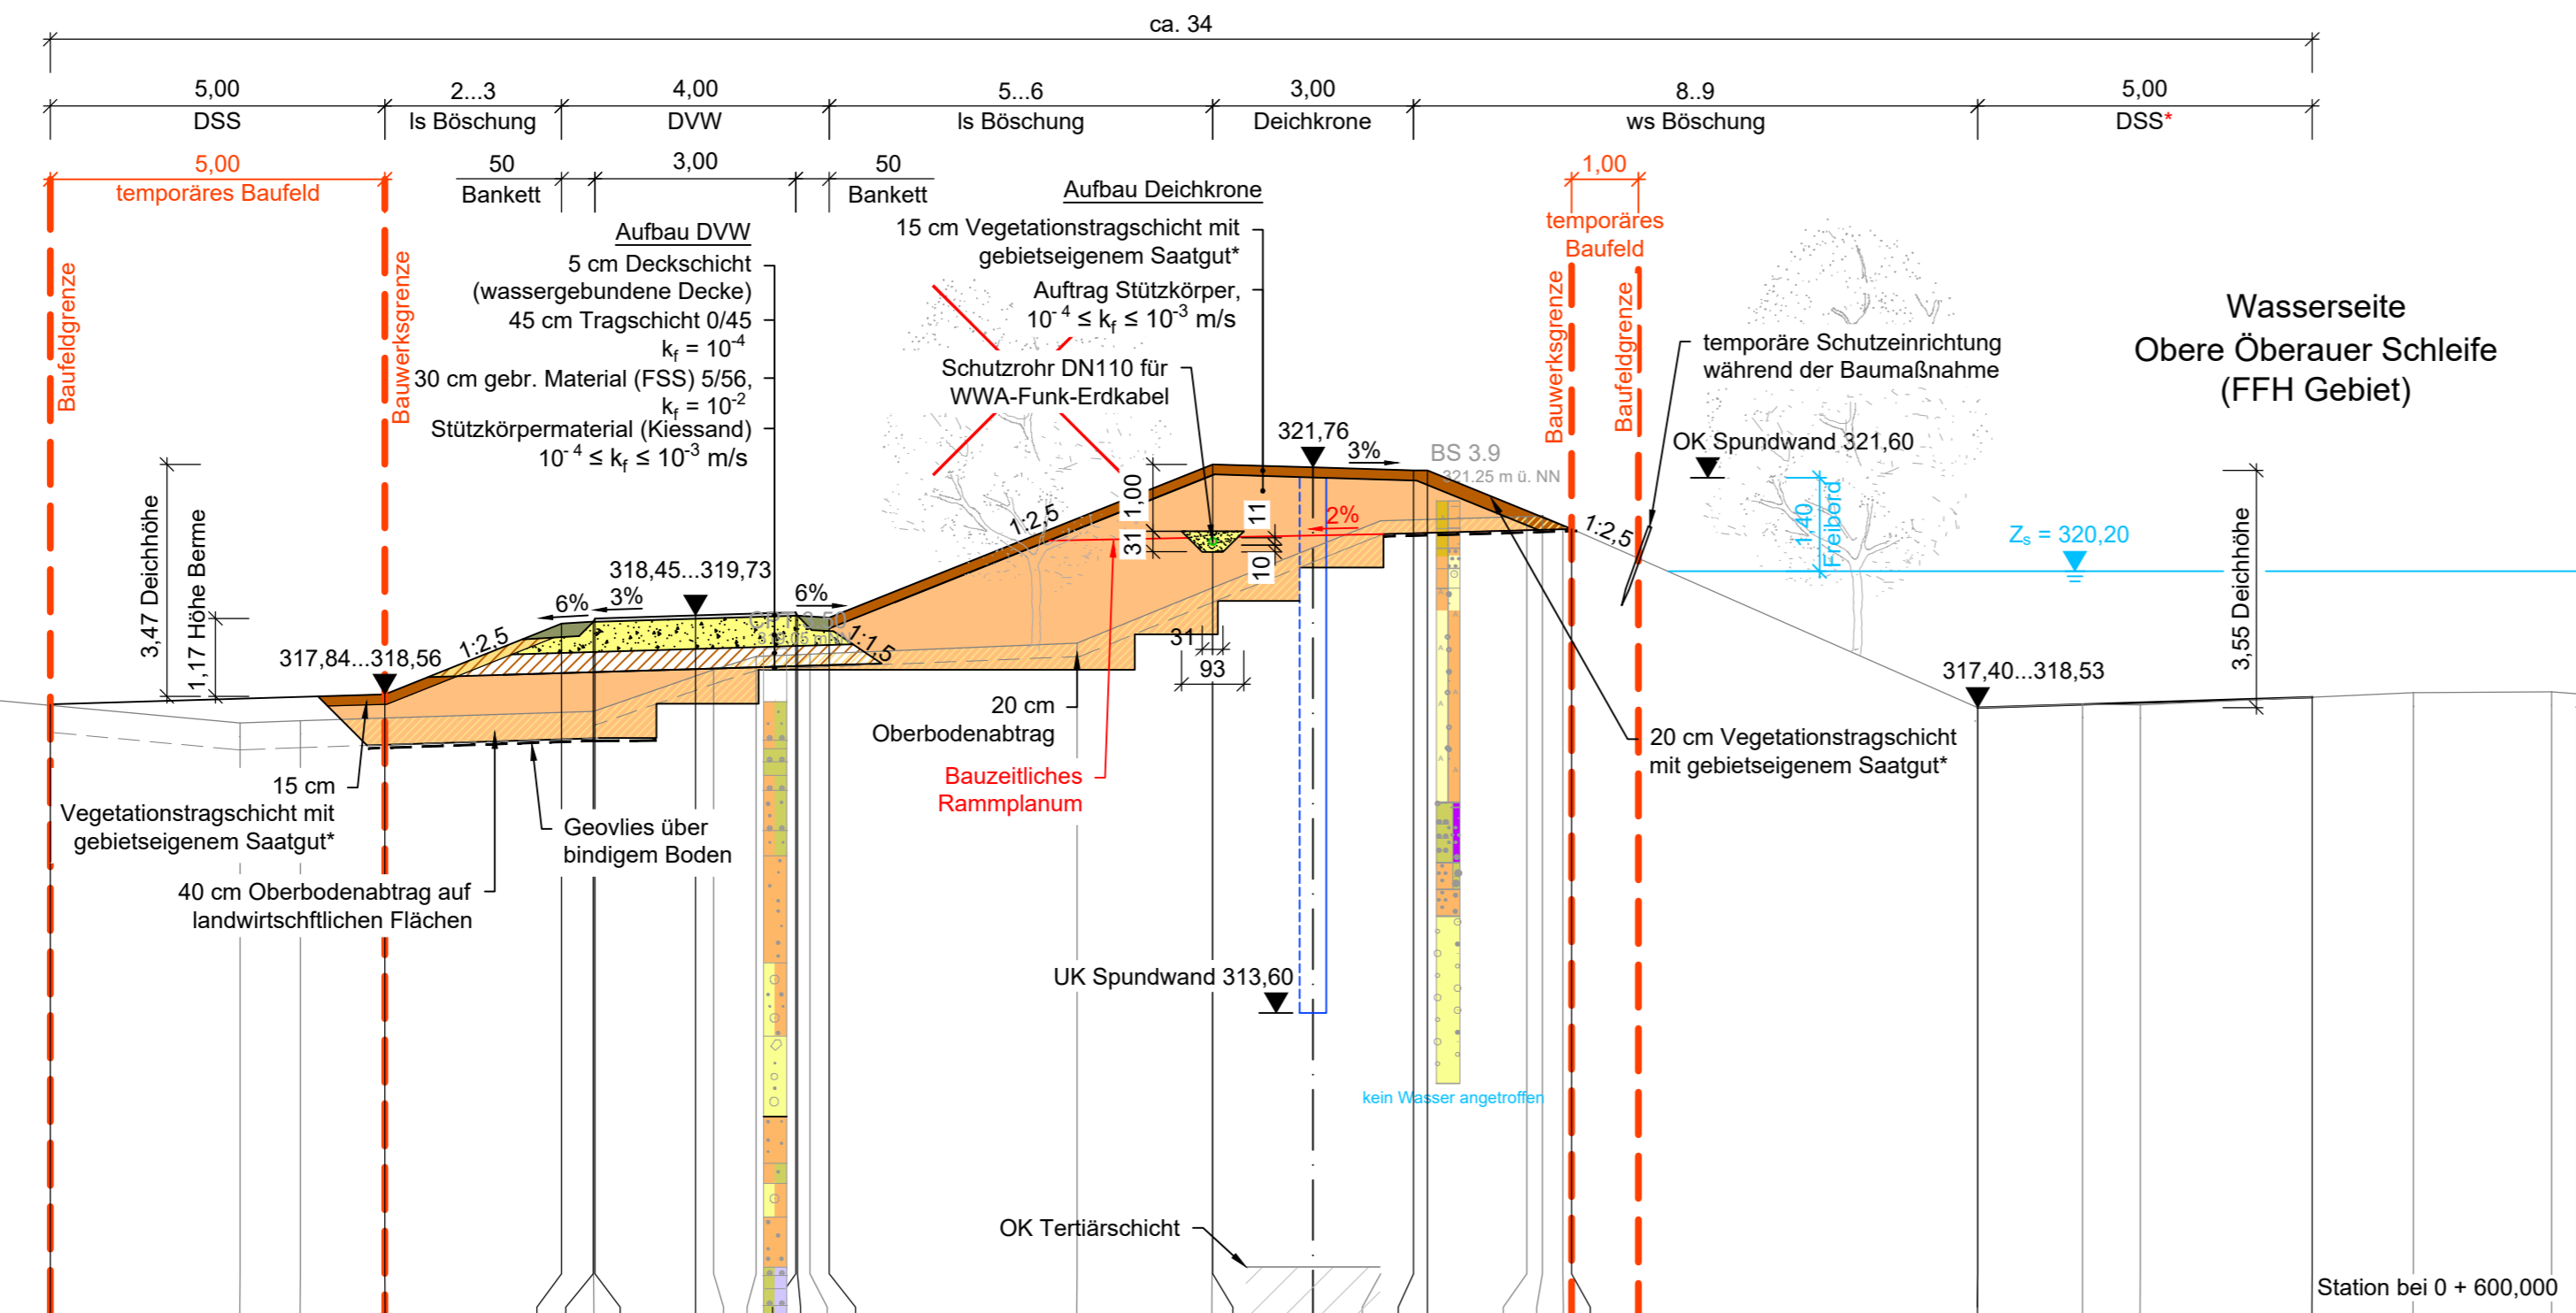 ca. 34
5,00
2...3
4,00
5...6
3,00
8..9
5,00
DSS
ls Böschung
DVW
ls Böschung
Deichkrone
ws Böschung
DSS*
5,00
temporäres Baufeld
50
Bankett
3,00
50
Bankett
1,00
temporäres
Baufeld
Baufeldgrenze
Bauwerksgrenze
Bauwerksgrenze
Baufeldgrenze
Aufbau DVW
5 cm Deckschicht
(wassergebundene Decke)
45 cm Tragschicht 0/45
k_f = 10^-4
30 cm gebr. Material (FSS) 5/56,
k_f = 10^-2
Stützkörpermaterial (Kiessand)
10^-4 ≤ k_f ≤ 10^-3 m/s
Aufbau Deichkrone
15 cm Vegetationstragschicht mit
gebietseigenem Saatgut*
Auftrag Stützkörper,
10^-4 ≤ k_f ≤ 10^-3 m/s
Schutzrohr DN110 für
WWA-Funk-Erdkabel
temporäre Schutzeinrichtung
während der Baumaßnahme
Wasserseite
Obere Öberauer Schleife
(FFH Gebiet)
321,76
3%
BS 3.9
321.25 m ü. NN
OK Spundwand 321,60
1,40
Freibord
Z_s = 320,20
3,55 Deichhöhe
3,47 Deichhöhe
1,17 Höhe Berme
1:2,5
1,00
31
11
10
2%
1:2,5
318,45...319,73
6%
3%
6%
1:2,5
1:1,5
317,84...318,56
31
93
317,40...318,53
20 cm
Oberbodenabtrag
Bauzeitliches
Rammplanum
20 cm Vegetationstragschicht
mit gebietseigenem Saatgut*
15 cm
Vegetationstragschicht mit
gebietseigenem Saatgut*
Geovlies über
bindigem Boden
40 cm Oberbodenabtrag auf
landwirtschftlichen Flächen
UK Spundwand 313,60
kein Wasser angetroffen
OK Tertiärschicht
Station bei 0 + 600,000